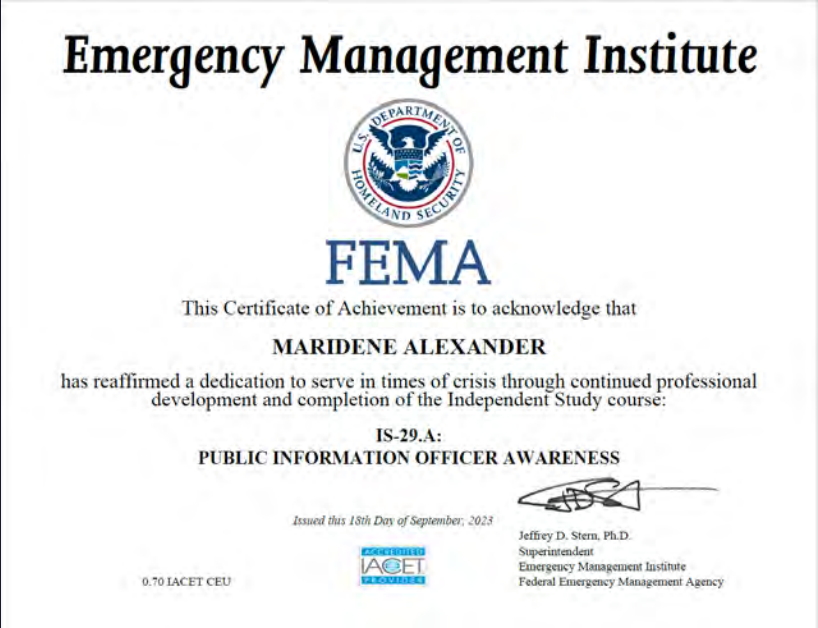 Emergency Management Institute
U.S. DEPARTMENT OF
HOMELAND SECURITY
FEMA
This Certificate of Achievement is to acknowledge that
MARIDENE ALEXANDER
has reaffirmed a dedication to serve in times of crisis through continued professional
development and completion of the Independent Study course:
IS-29.A:
PUBLIC INFORMATION OFFICER AWARENESS
Issued this 18th Day of September, 2023
Jeffrey D. Stern, Ph.D.
Superintendent
Emergency Management Institute
Federal Emergency Management Agency
ACCREDITED
IACET
PROVIDER
0.70 IACET CEU